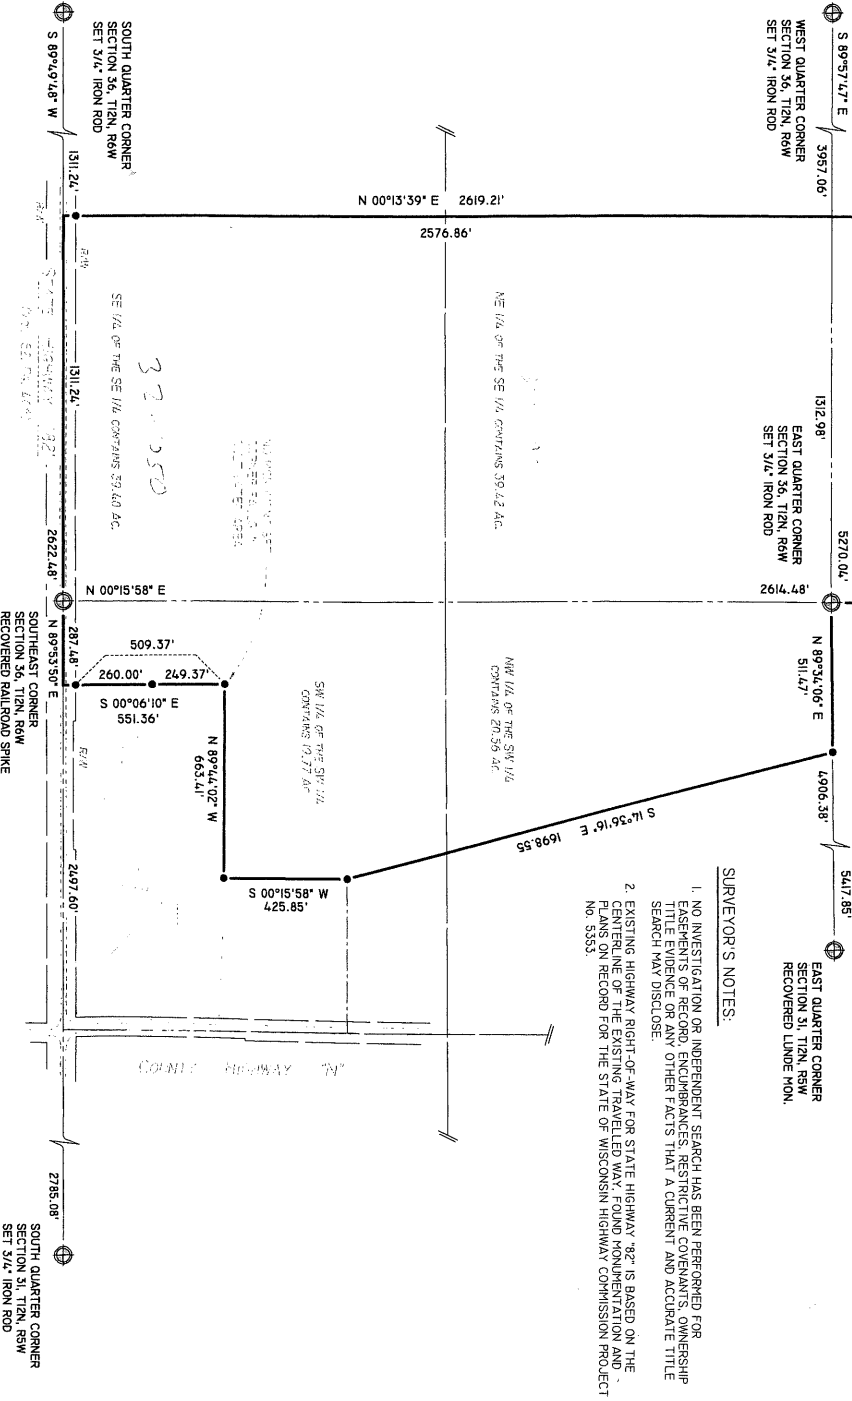 S 89°57'47" E
3957.06'
WEST QUARTER CORNER
SECTION 36, T12N, R6W
SET 3/4" IRON ROD
1312.98'
5270.04'
EAST QUARTER CORNER
SECTION 36, T12N, R6W
SET 3/4" IRON ROD
2614.48'
N 89°34'06" E
511.47'
4906.38'
5417.85'
EAST QUARTER CORNER
SECTION 31, T12N, R5W
RECOVERED LUNDE MON.
SURVEYOR'S NOTES:
1. NO INVESTIGATION OR INDEPENDENT SEARCH HAS BEEN PERFORMED FOR
EASEMENTS OF RECORD, ENCUMBRANCES, RESTRICTIVE COVENANTS, OWNERSHIP
TITLE EVIDENCE OR ANY OTHER FACTS THAT A CURRENT AND ACCURATE TITLE
SEARCH MAY DISCLOSE.
2. EXISTING HIGHWAY RIGHT-OF-WAY FOR STATE HIGHWAY "82" IS BASED ON THE
CENTERLINE OF THE EXISTING TRAVELLED WAY, FOUND MONUMENTATION AND
PLANS ON RECORD FOR THE STATE OF WISCONSIN HIGHWAY COMMISSION PROJECT
No. 5353.
N 00°13'39" E 2619.21'
2576.86'
NE 1/4 OF THE SE 1/4 CONTAINS 39.42 AC.
NW 1/4 OF THE SW 1/4
CONTAINS 20.56 AC.
S 14°36'16" E 1698.55
SE 1/4 OF THE SE 1/4 CONTAINS 39.40 AC.
SW 1/4 OF THE SW 1/4
CONTAINS 19.77 AC.
N 00°15'58" E
509.37'
260.00'
249.37'
S 00°06'10" E
551.36'
N 89°44'02" W
663.41'
S 00°15'58" W
425.85'
COUNTY HIGHWAY "N"
SOUTH QUARTER CORNER
SECTION 36, T12N, R6W
SET 3/4" IRON ROD
S 89°49'48" W
1311.24'
R/W
R/W
1311.24'
STATE HIGHWAY "82"
2622.48'
287.48'
N 89°53'50" E
SOUTHEAST CORNER
SECTION 36, T12N, R6W
RECOVERED RAILROAD SPIKE
R/W
2497.60'
2785.08'
SOUTH QUARTER CORNER
SECTION 31, T12N, R5W
SET 3/4" IRON ROD